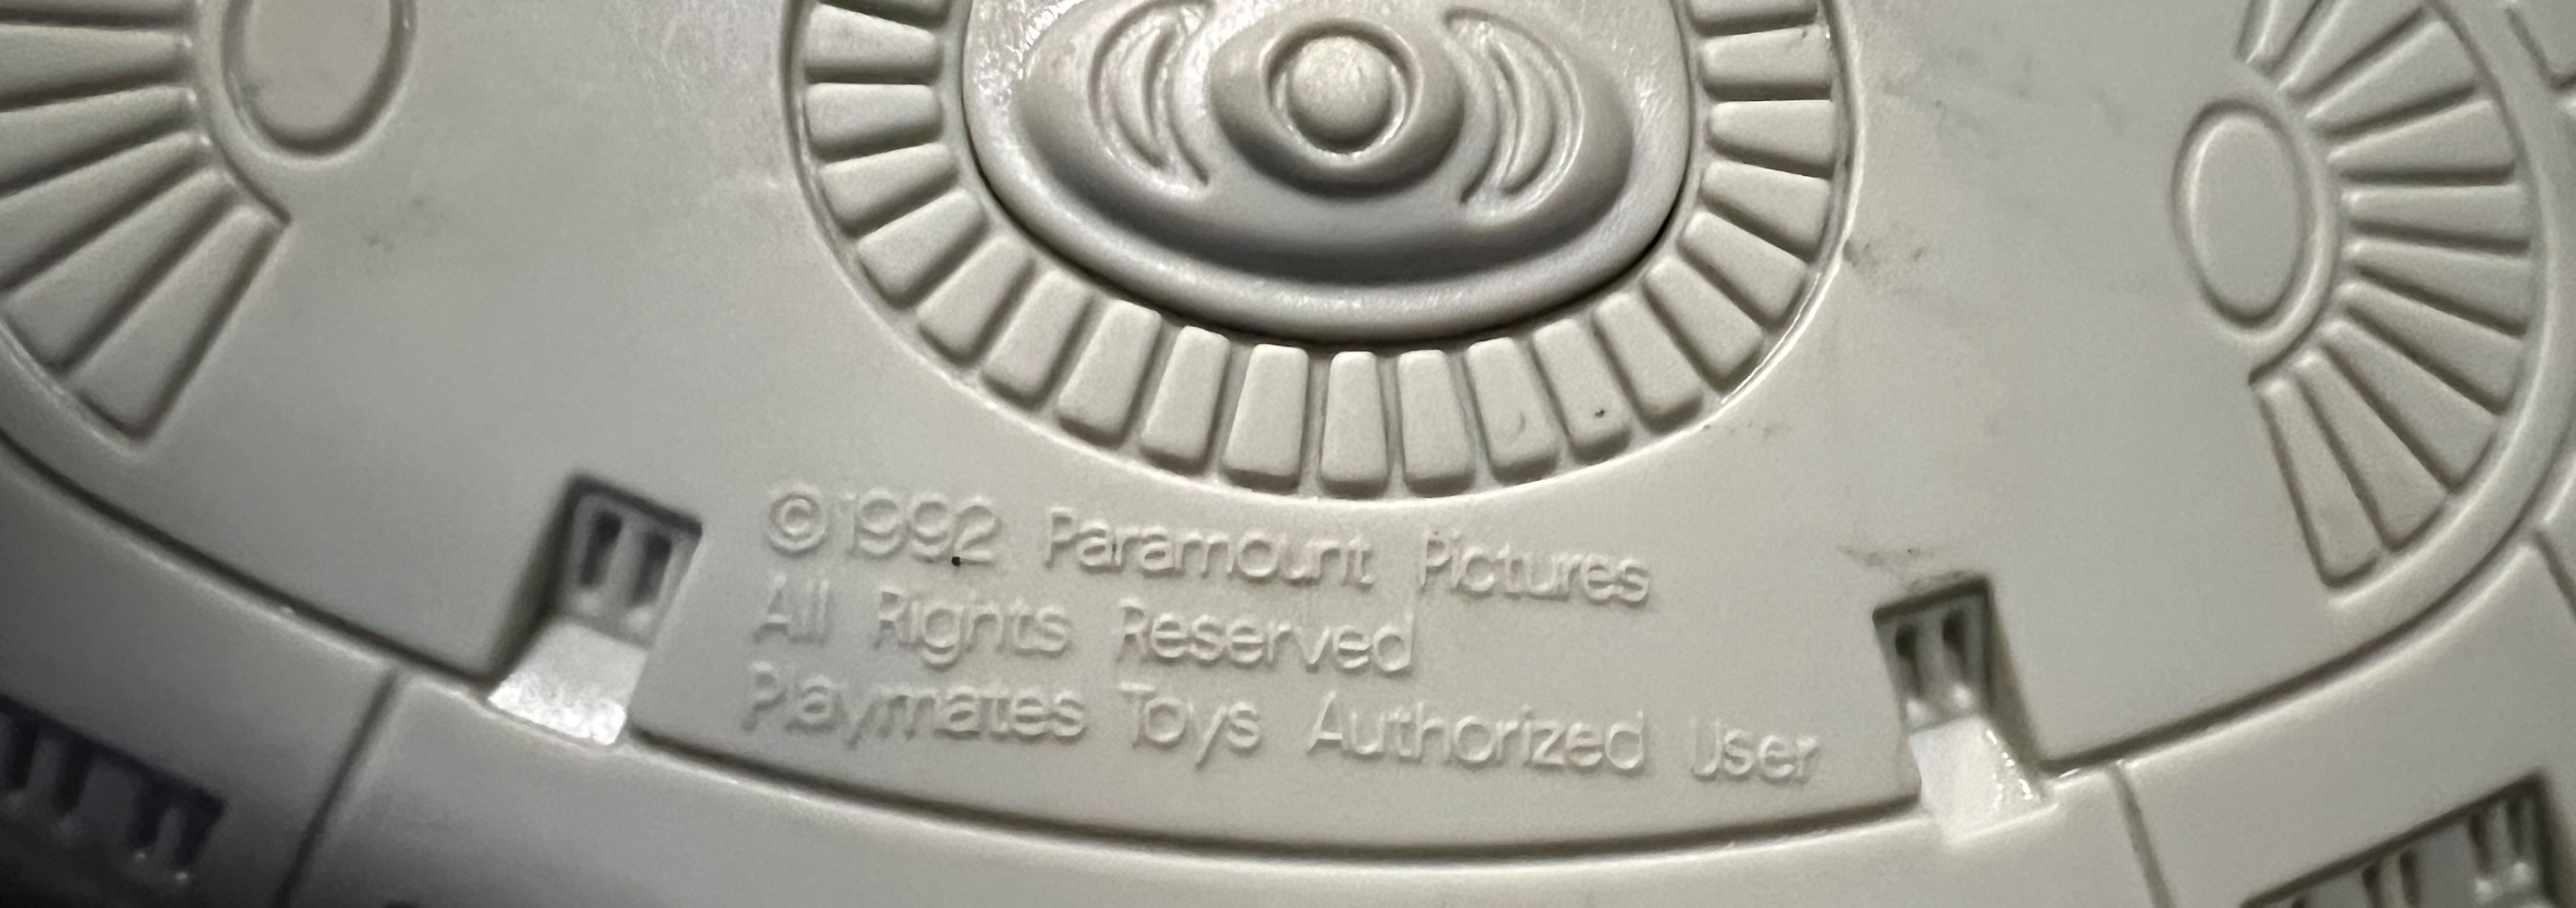 ©1992 Paramount Pictures
All Rights Reserved
Playmates Toys Authorized User